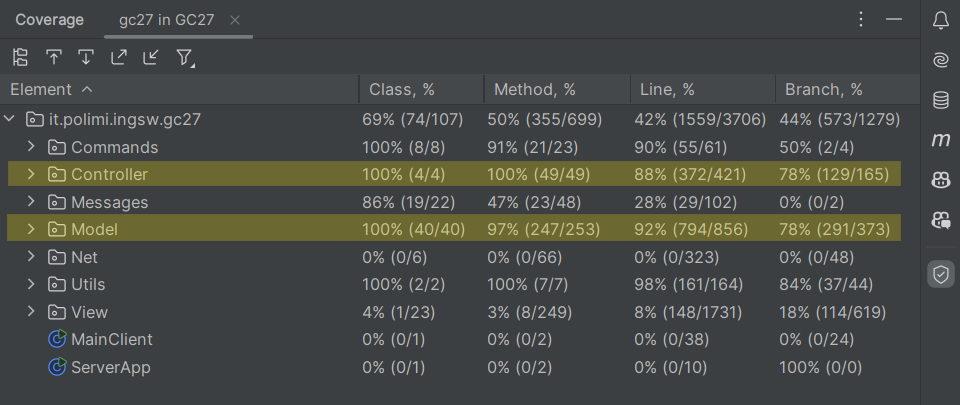 Coverage gc27 in GC27
Element Class, % Method, % Line, % Branch, %
it.polimi.ingsw.gc27 69% (74/107) 50% (355/699) 42% (1559/3706) 44% (573/1279)
Commands 100% (8/8) 91% (21/23) 90% (55/61) 50% (2/4)
Controller 100% (4/4) 100% (49/49) 88% (372/421) 78% (129/165)
Messages 86% (19/22) 47% (23/48) 28% (29/102) 0% (0/2)
Model 100% (40/40) 97% (247/253) 92% (794/856) 78% (291/373)
Net 0% (0/6) 0% (0/66) 0% (0/323) 0% (0/48)
Utils 100% (2/2) 100% (7/7) 98% (161/164) 84% (37/44)
View 4% (1/23) 3% (8/249) 8% (148/1731) 18% (114/619)
MainClient 0% (0/1) 0% (0/2) 0% (0/38) 0% (0/24)
ServerApp 0% (0/1) 0% (0/2) 0% (0/10) 100% (0/0)
m